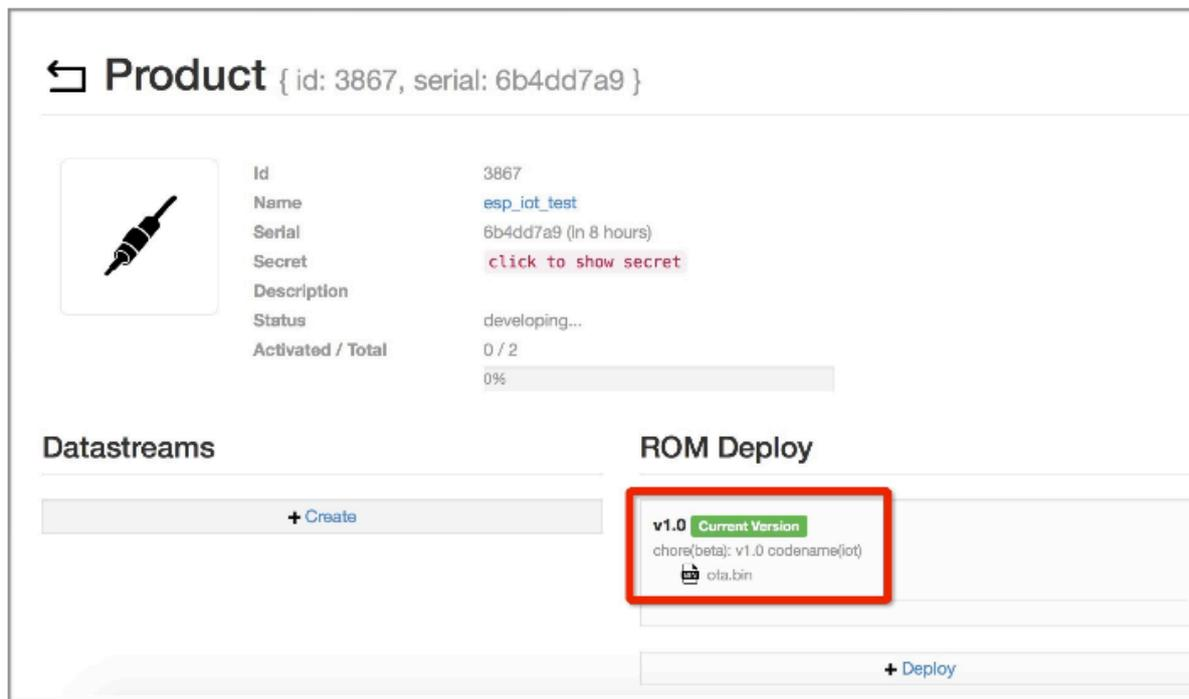 Product { id: 3867, serial: 6b4dd7a9 }
Id 3867
Name esp_iot_test
Serial 6b4dd7a9 (in 8 hours)
Secret click to show secret
Description
Status developing...
Activated / Total 0 / 2
0%
Datastreams
+ Create
ROM Deploy
v1.0 Current Version
chore(beta): v1.0 codename(iot)
ota.bin
+ Deploy